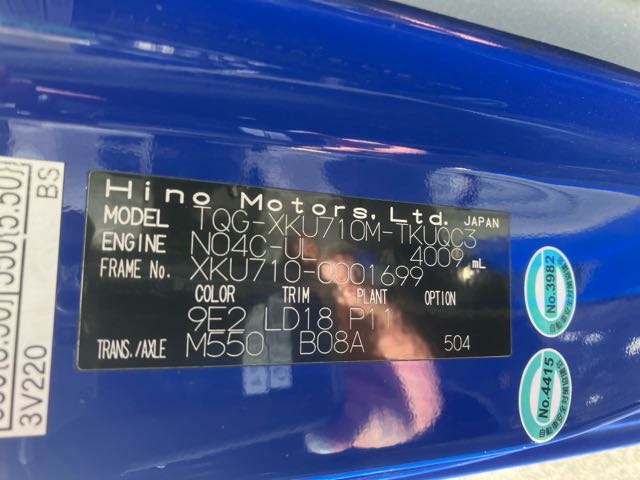 Hino Motors, Ltd. JAPAN
MODEL TQG-XKU710M-TKUQC3
ENGINE N04C-UL 4009 mL
FRAME No. XKU710-0001699
COLOR TRIM PLANT OPTION
9E2 LD18 P11
TRANS./AXLE M550 B08A 504
BS
3V220
No.3982
No.4415